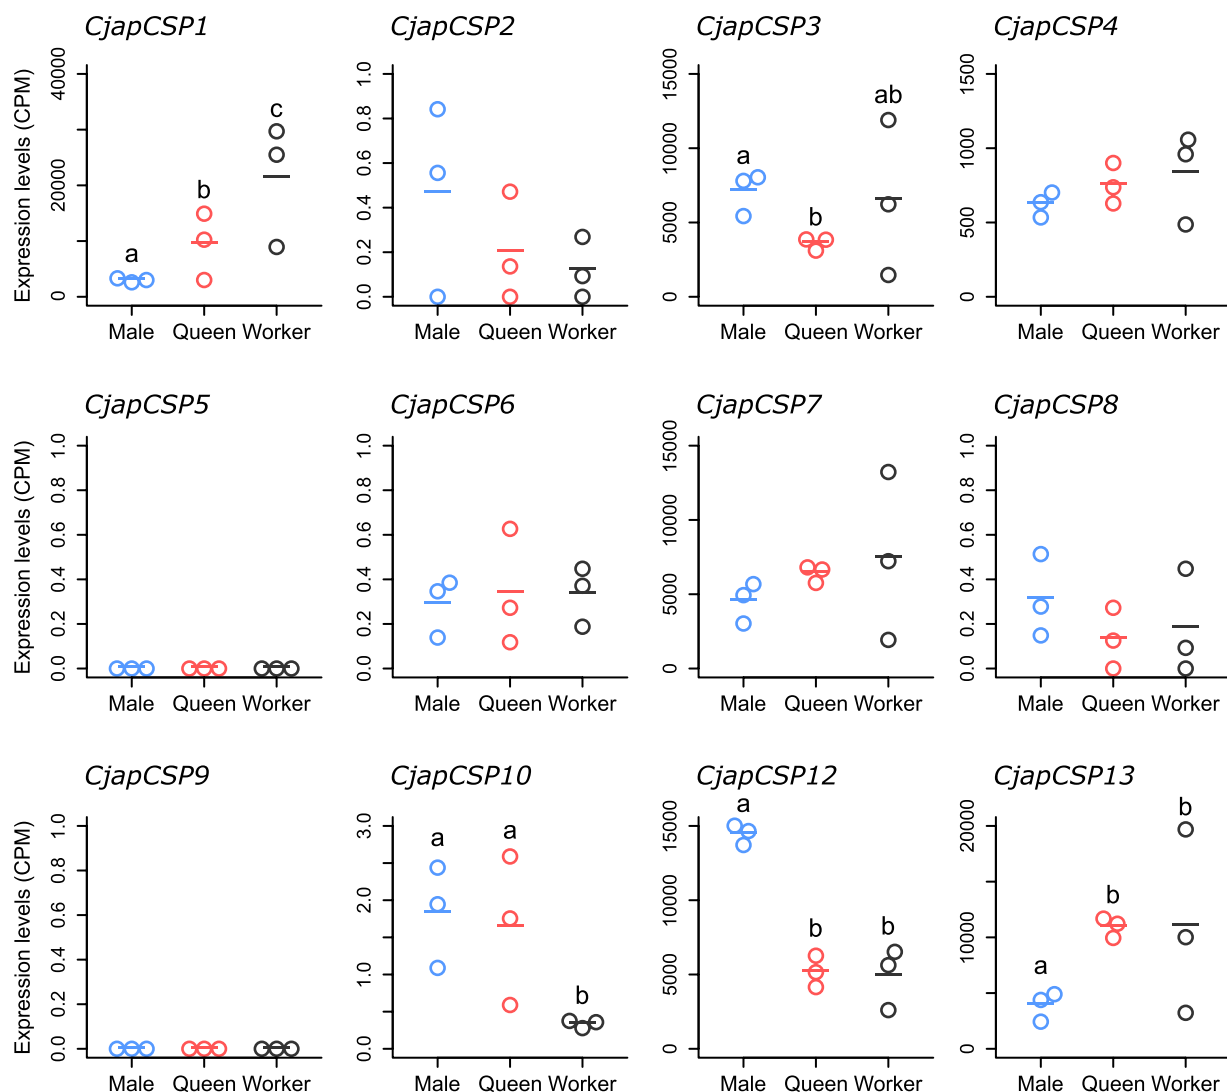 CjapCSP1
CjapCSP2
CjapCSP3
CjapCSP4
Expression levels (CPM)
0
20000
40000
a
b
c
Male
Queen
Worker
0.0
0.2
0.4
0.6
0.8
1.0
Male
Queen
Worker
0
5000
10000
15000
a
b
ab
Male
Queen
Worker
0
500
1000
1500
Male
Queen
Worker
CjapCSP5
CjapCSP6
CjapCSP7
CjapCSP8
Expression levels (CPM)
0.0
0.2
0.4
0.6
0.8
1.0
Male
Queen
Worker
0.0
0.2
0.4
0.6
0.8
1.0
Male
Queen
Worker
0
5000
10000
15000
Male
Queen
Worker
0.0
0.2
0.4
0.6
0.8
1.0
Male
Queen
Worker
CjapCSP9
CjapCSP10
CjapCSP12
CjapCSP13
Expression levels (CPM)
0.0
0.2
0.4
0.6
0.8
1.0
Male
Queen
Worker
0.0
1.0
2.0
3.0
a
a
b
Male
Queen
Worker
0
5000
10000
15000
a
b
b
Male
Queen
Worker
0
10000
20000
a
b
b
Male
Queen
Worker